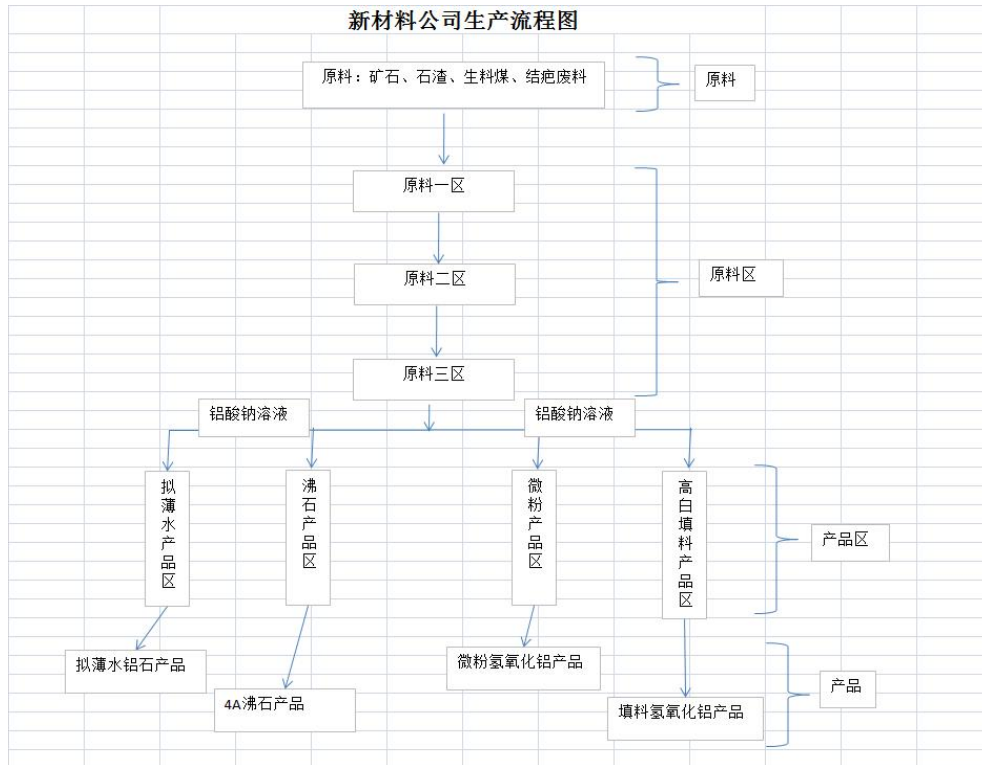 新材料公司生产流程图
原料：矿石、石渣、生料煤、结疤废料
原料
原料一区
原料二区
原料区
原料三区
铝酸钠溶液
铝酸钠溶液
拟薄水产品区
沸石产品区
微粉产品区
高白填料产品区
产品区
拟薄水铝石产品
微粉氢氧化铝产品
产品
4A沸石产品
填料氢氧化铝产品